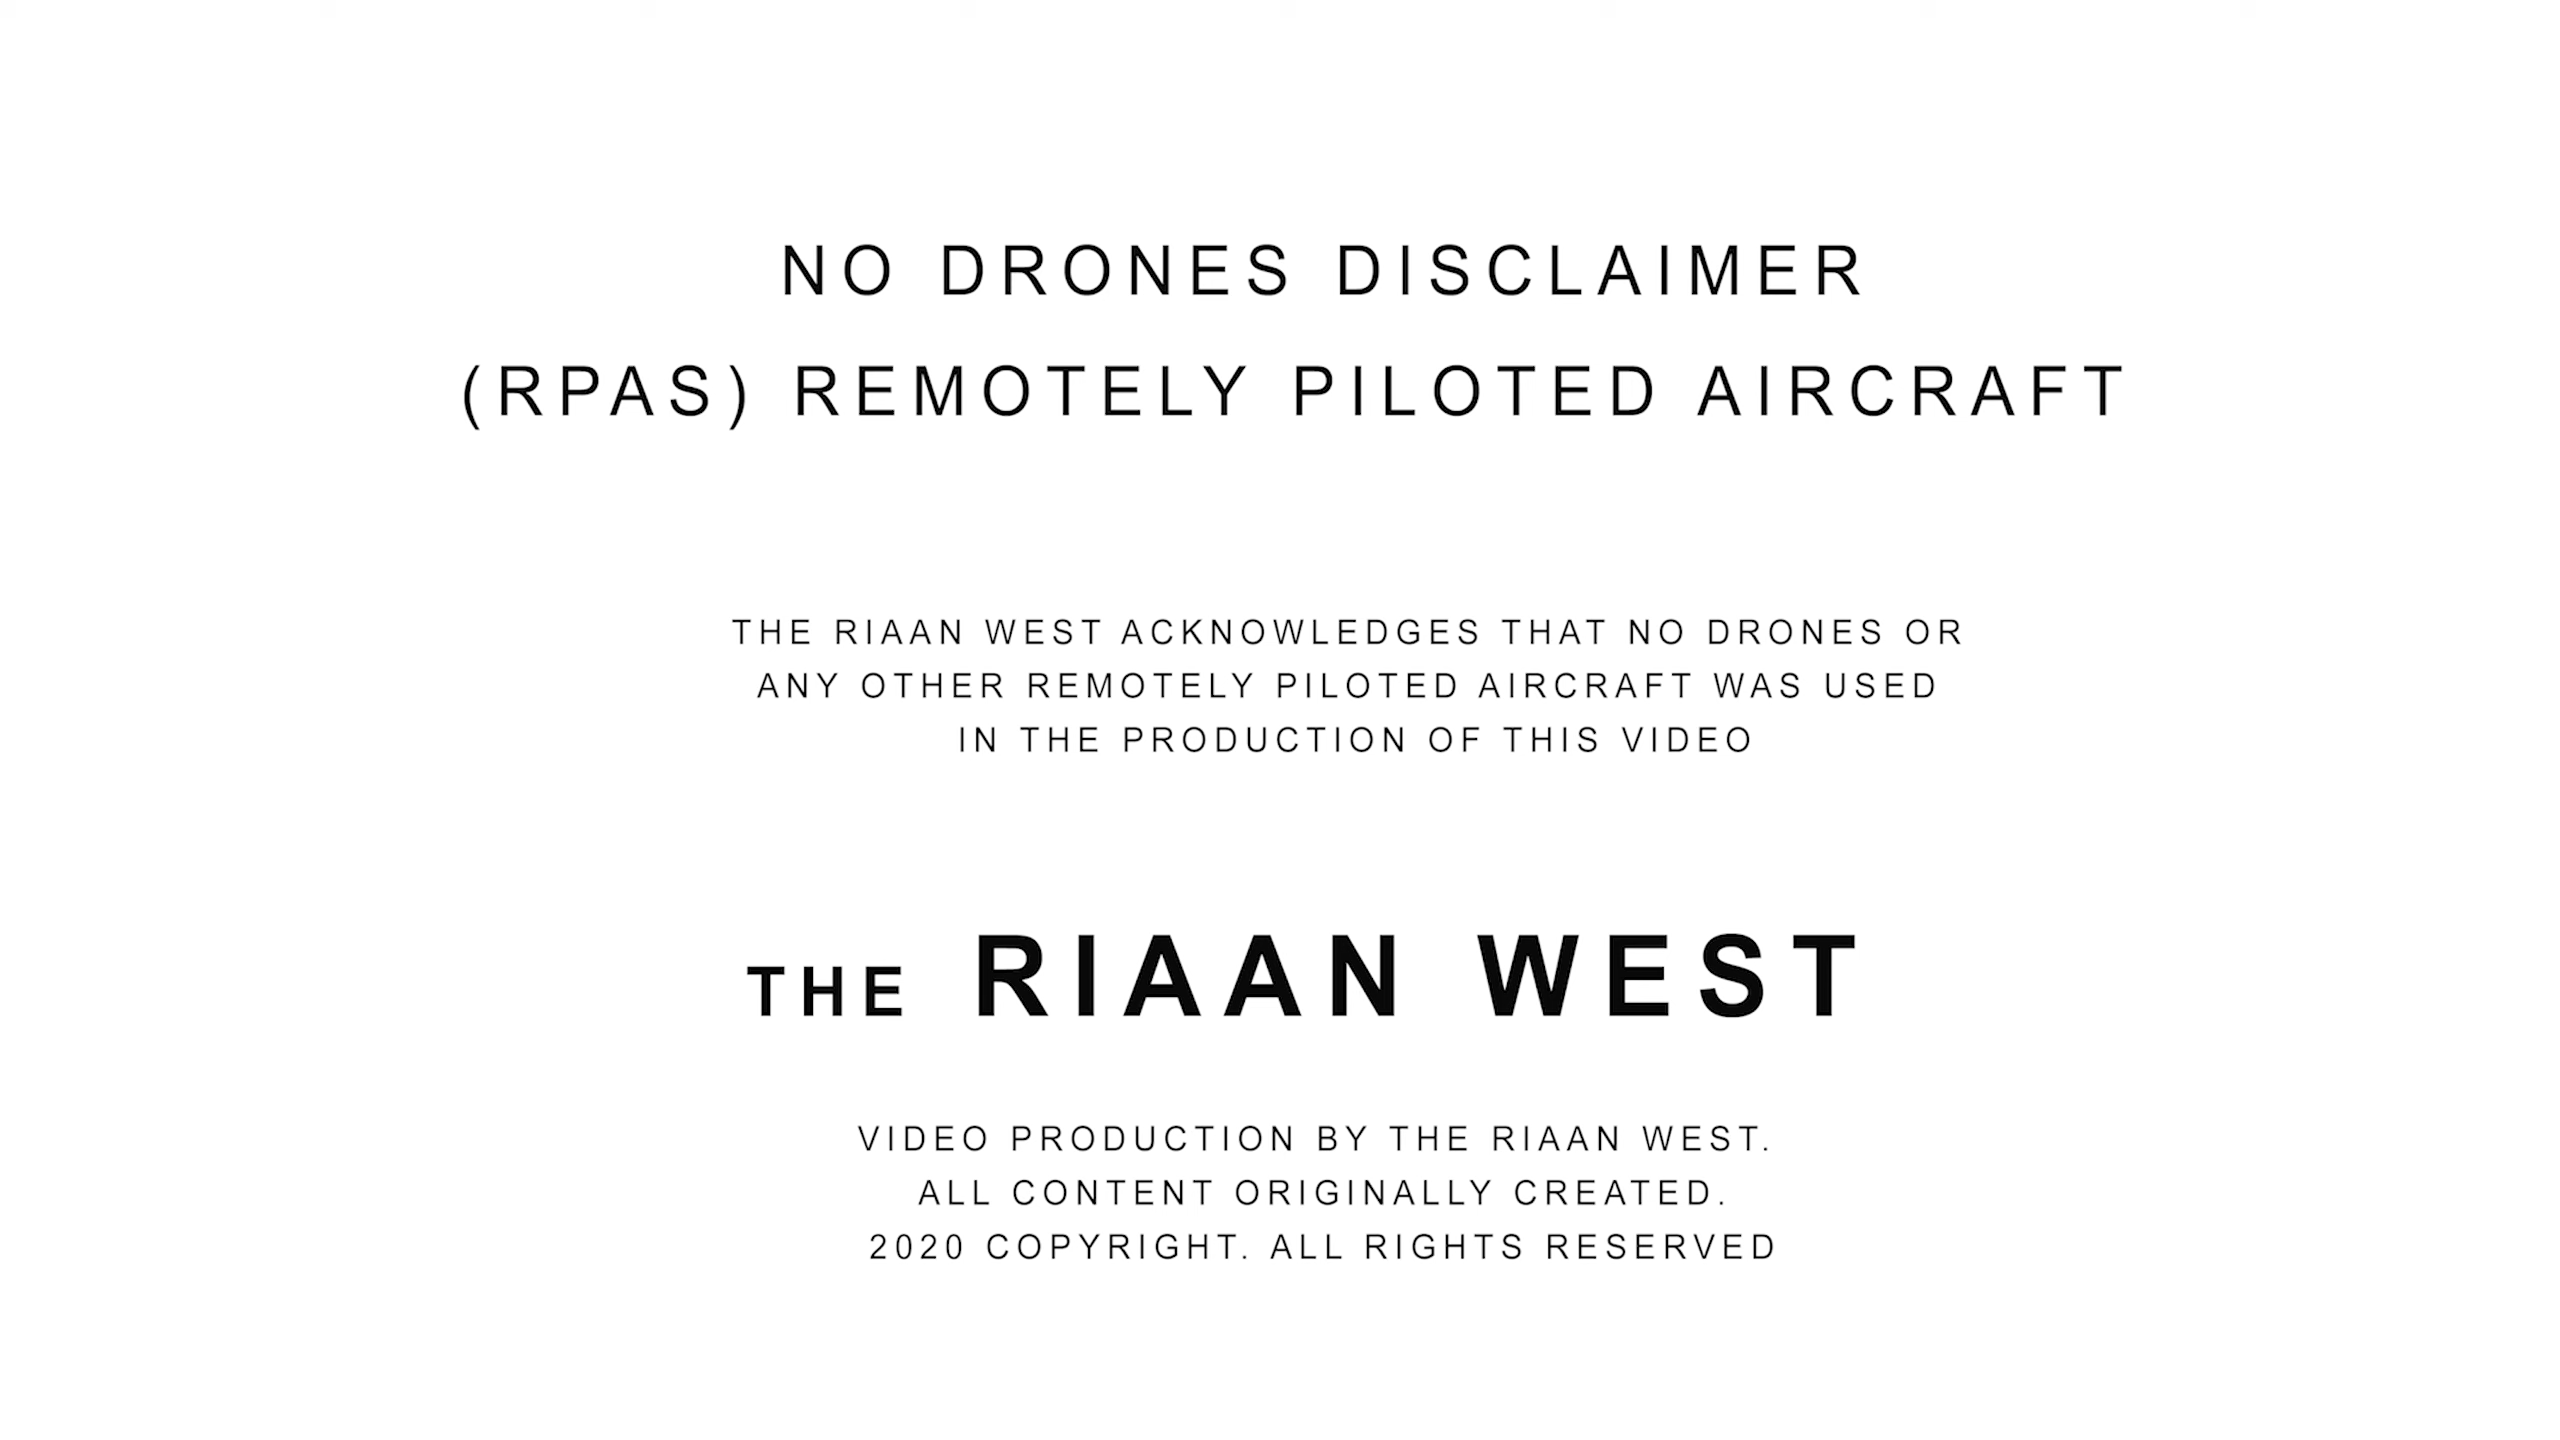 NO DRONES DISCLAIMER
(RPAS) REMOTELY PILOTED AIRCRAFT
THE RIAAN WEST ACKNOWLEDGES THAT NO DRONES OR
ANY OTHER REMOTELY PILOTED AIRCRAFT WAS USED
IN THE PRODUCTION OF THIS VIDEO
THE RIAAN WEST
VIDEO PRODUCTION BY THE RIAAN WEST.
ALL CONTENT ORIGINALLY CREATED.
2020 COPYRIGHT. ALL RIGHTS RESERVED